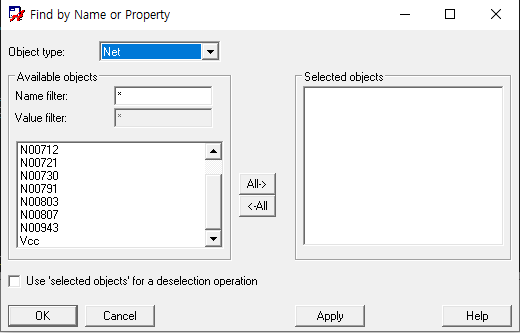 Find by Name or Property
Object type: Net
Available objects
Name filter: *
Value filter: *
N00712
N00721
N00730
N00791
N00803
N00807
N00943
Vcc
All->
<-All
Selected objects
Use 'selected objects' for a deselection operation
OK Cancel Apply Help